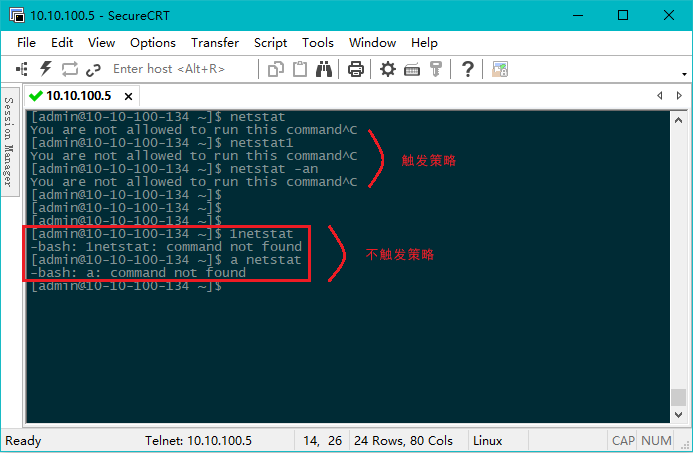 10.10.100.5 - SecureCRT
File Edit View Options Transfer Script Tools Window Help
Enter host <Alt+R>
10.10.100.5
Session Manager
[admin@10-10-100-134 ~]$ netstat
You are not allowed to run this command^C
[admin@10-10-100-134 ~]$ netstat1
You are not allowed to run this command^C
[admin@10-10-100-134 ~]$ netstat -an
You are not allowed to run this command^C
触发策略
[admin@10-10-100-134 ~]$
[admin@10-10-100-134 ~]$
[admin@10-10-100-134 ~]$
[admin@10-10-100-134 ~]$ 1netstat
-bash: 1netstat: command not found
[admin@10-10-100-134 ~]$ a netstat
-bash: a: command not found
不触发策略
[admin@10-10-100-134 ~]$
Ready Telnet: 10.10.100.5 14, 26 24 Rows, 80 Cols Linux CAP NUM